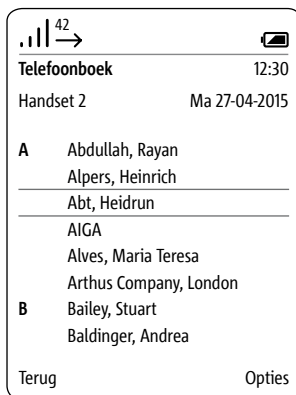 42
Telefoonboek 12:30
Handset 2 Ma 27-04-2015
A Abdullah, Rayan
Alpers, Heinrich
Abt, Heidrun
AIGA
Alves, Maria Teresa
Arthus Company, London
B Bailey, Stuart
Baldinger, Andrea
Terug Opties